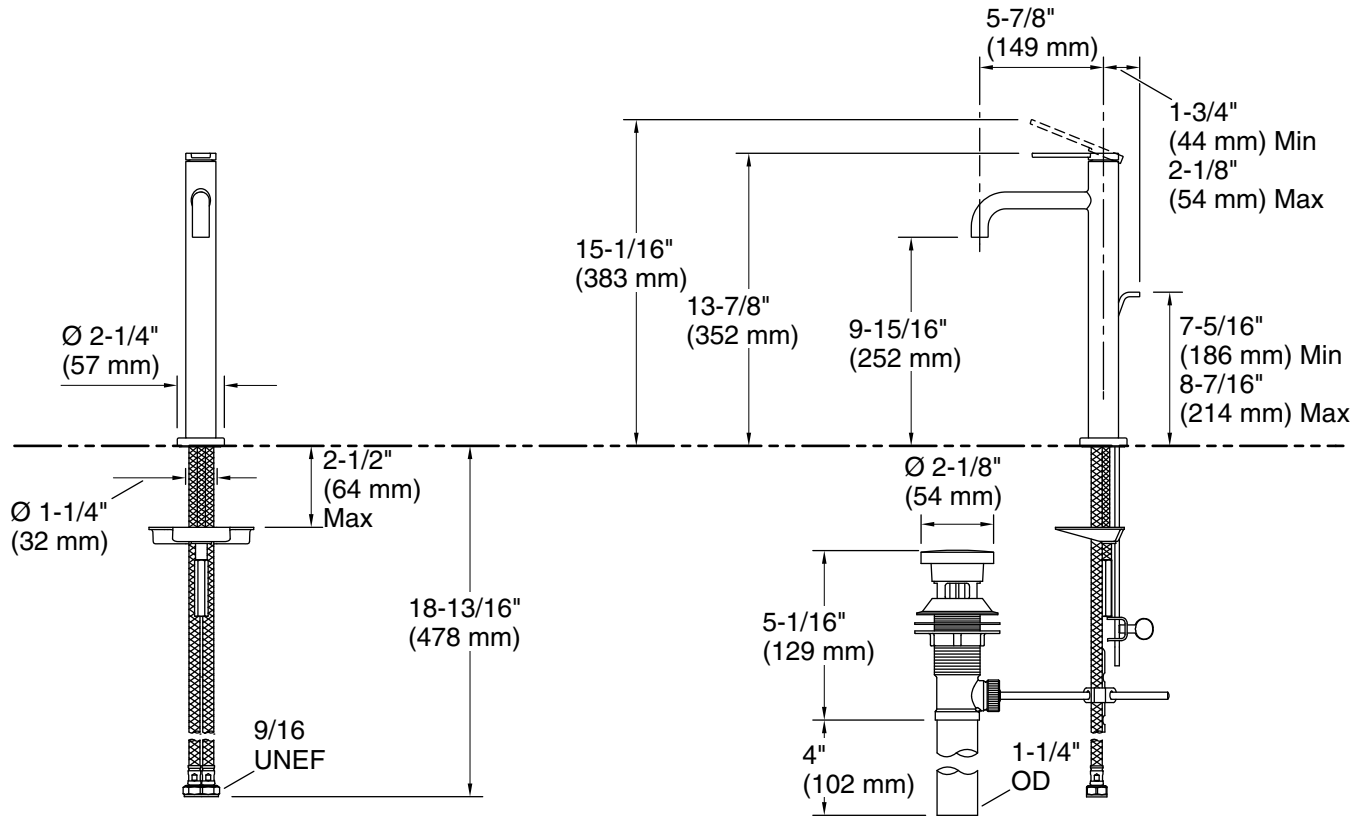 5-7/8"
(149 mm)
1-3/4"
(44 mm) Min
2-1/8"
(54 mm) Max
15-1/16"
(383 mm)
13-7/8"
(352 mm)
9-15/16"
(252 mm)
7-5/16"
(186 mm) Min
8-7/16"
(214 mm) Max
Ø 2-1/4"
(57 mm)
2-1/2"
(64 mm)
Max
Ø 1-1/4"
(32 mm)
Ø 2-1/8"
(54 mm)
18-13/16"
(478 mm)
5-1/16"
(129 mm)
9/16
UNEF
4"
(102 mm)
1-1/4"
OD